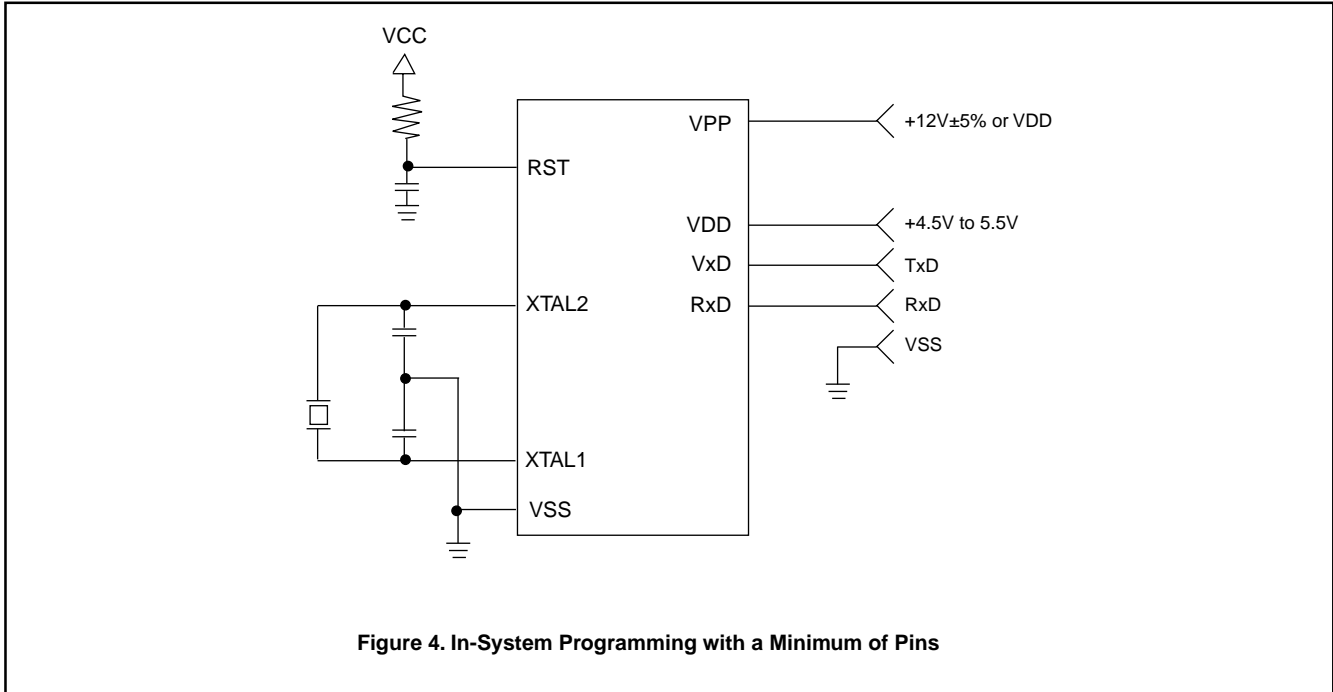 VCC
VPP
+12V±5% or VDD
RST
VDD
+4.5V to 5.5V
VxD
TxD
XTAL2
RxD
RxD
VSS
XTAL1
VSS
Figure 4. In-System Programming with a Minimum of Pins